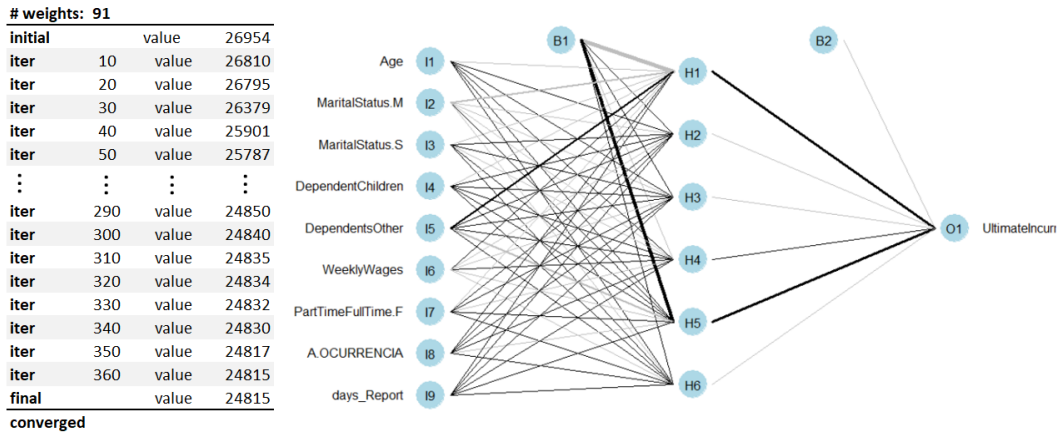 # weights: 91
initial value 26954
iter 10 value 26810
iter 20 value 26795
iter 30 value 26379
iter 40 value 25901
iter 50 value 25787
⋮ ⋮ ⋮ ⋮
iter 290 value 24850
iter 300 value 24840
iter 310 value 24835
iter 320 value 24834
iter 330 value 24832
iter 340 value 24830
iter 350 value 24817
iter 360 value 24815
final value 24815
converged
B1
B2
Age I1
MaritalStatus.M I2
MaritalStatus.S I3
DependentChildren I4
DependentsOther I5
WeeklyWages I6
PartTimeFullTime.F I7
A.OCURRENCIA I8
days_Report I9
H1
H2
H3
H4
H5
H6
O1 UltimateIncurr